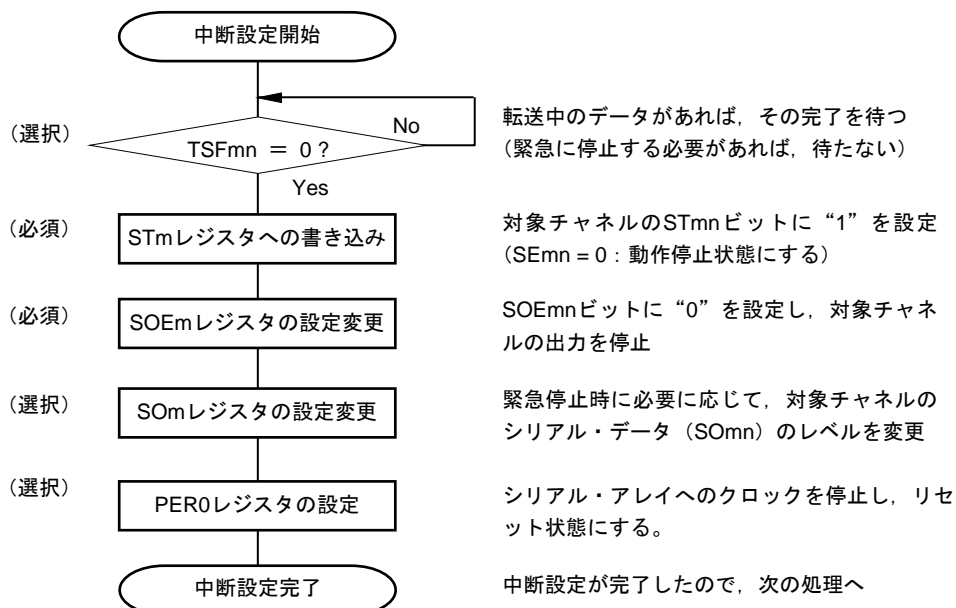 中断設定開始
（選択）
TSFmn ＝ 0？
No
Yes
転送中のデータがあれば，その完了を待つ
（緊急に停止する必要があれば，待たない）
（必須）
STmレジスタへの書き込み
対象チャネルのSTmnビットに“1”を設定
（SEmn = 0：動作停止状態にする）
（必須）
SOEmレジスタの設定変更
SOEmnビットに“0”を設定し，対象チャネ
ルの出力を停止
（選択）
SOmレジスタの設定変更
緊急停止時に必要に応じて，対象チャネルの
シリアル・データ（SOmn）のレベルを変更
（選択）
PER0レジスタの設定
シリアル・アレイへのクロックを停止し，リセ
ット状態にする。
中断設定完了
中断設定が完了したので，次の処理へ